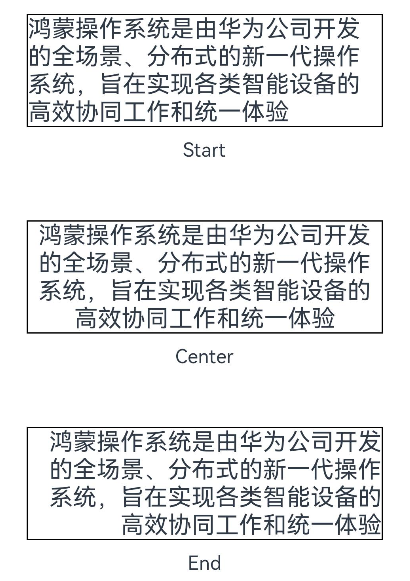 鸿蒙操作系统是由华为公司开发
的全场景、分布式的新一代操作
系统，旨在实现各类智能设备的
高效协同工作和统一体验
Start
鸿蒙操作系统是由华为公司开发
的全场景、分布式的新一代操作
系统，旨在实现各类智能设备的
高效协同工作和统一体验
Center
鸿蒙操作系统是由华为公司开发
的全场景、分布式的新一代操作
系统，旨在实现各类智能设备的
高效协同工作和统一体验
End